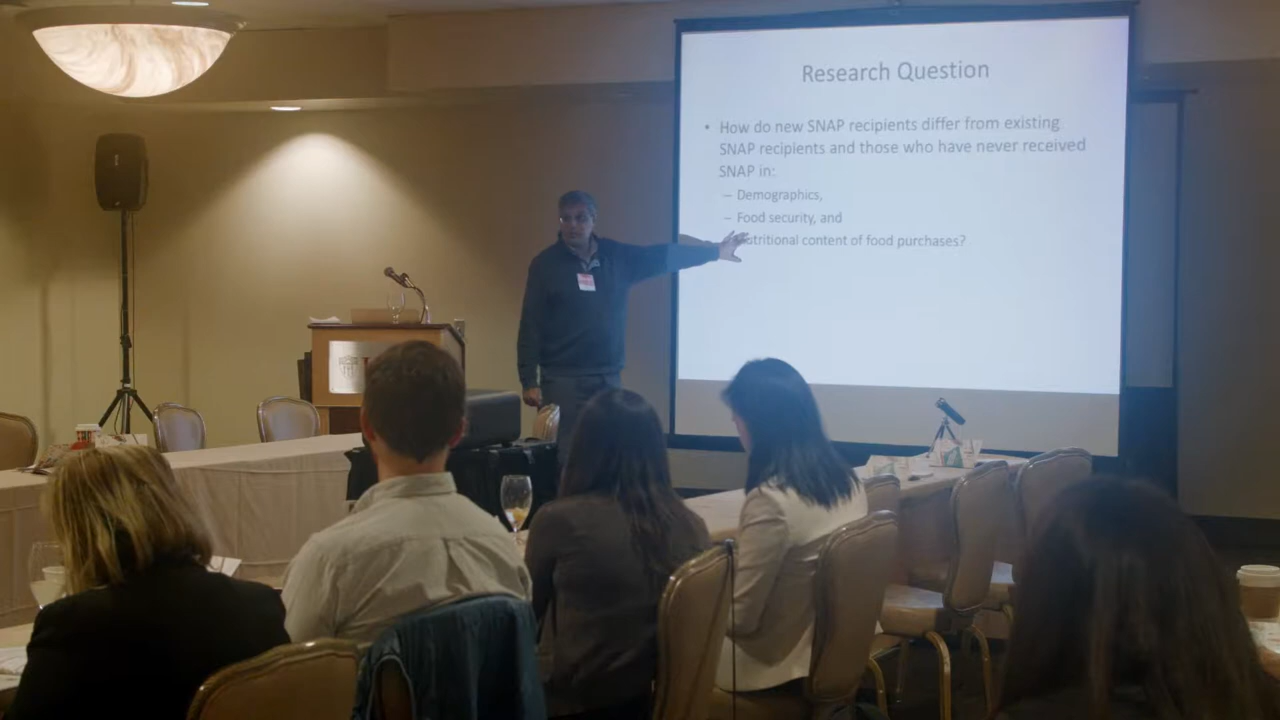 Research Question
• How do new SNAP recipients differ from existing
SNAP recipients and those who have never received
SNAP in:
– Demographics,
– Food security, and
content of food purchases?